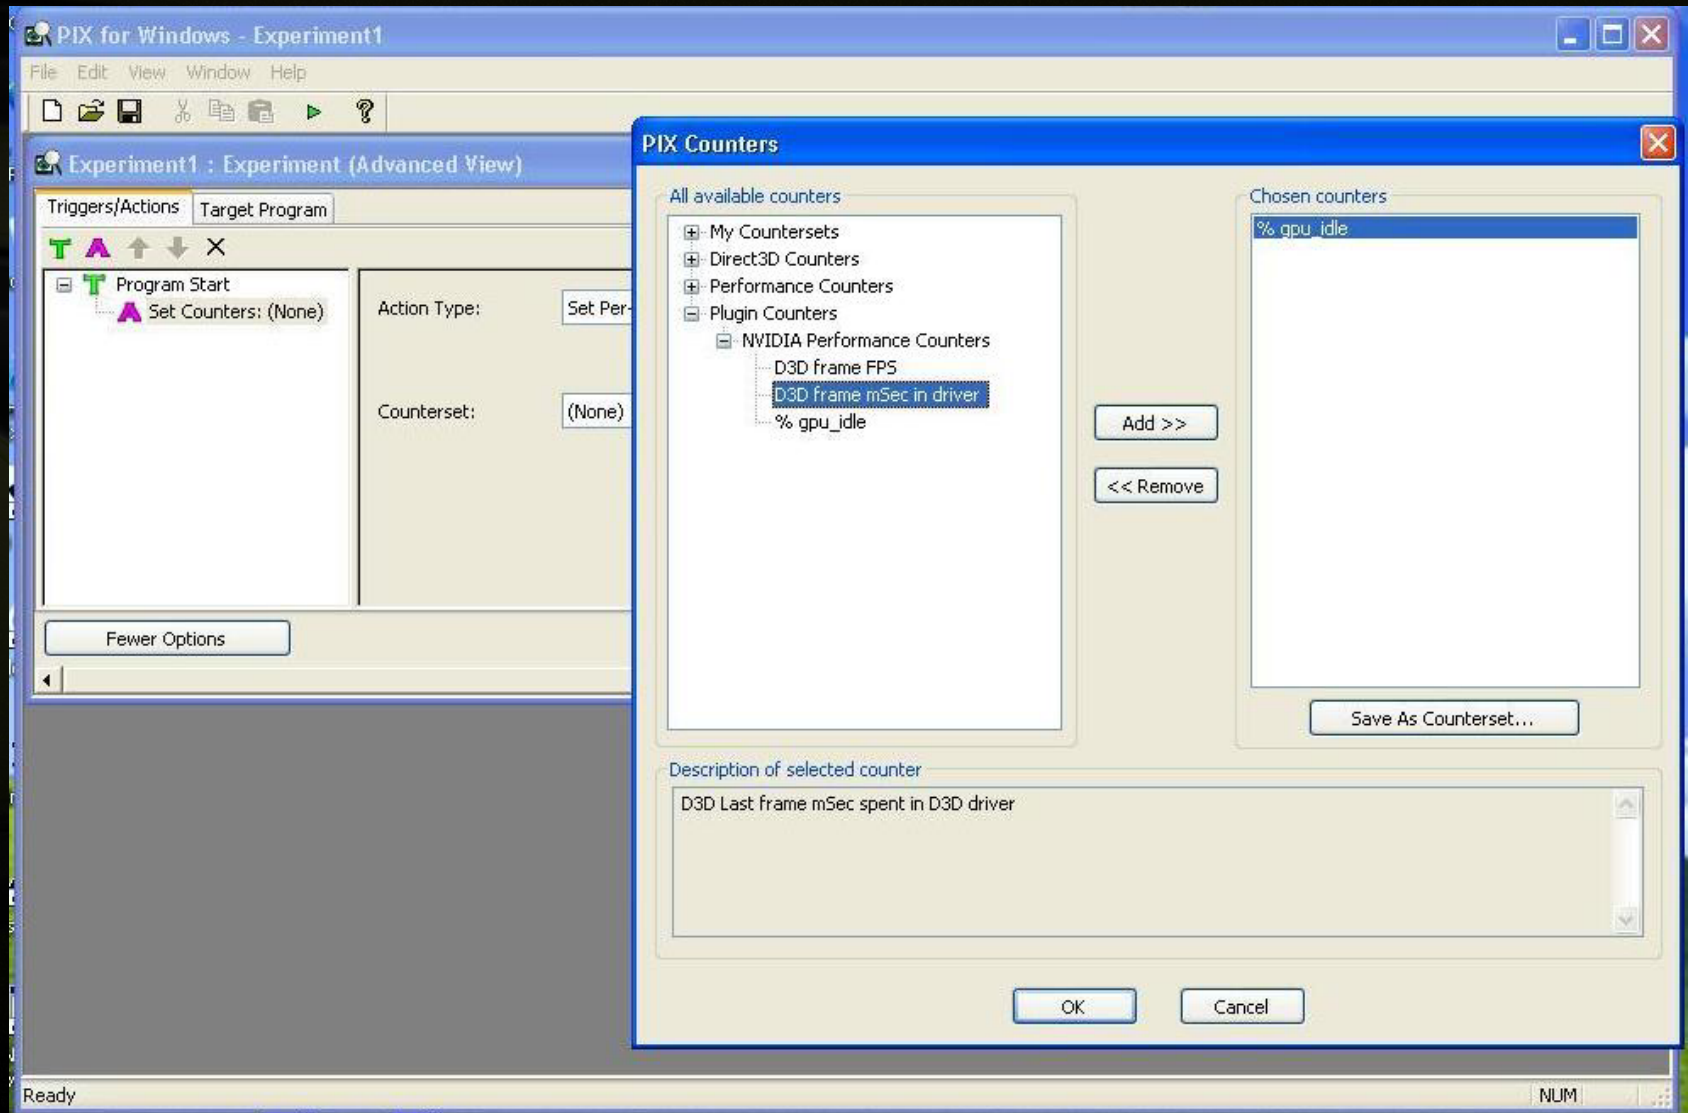 PIX for Windows - Experiment1
File Edit View Window Help
Experiment1 : Experiment (Advanced View)
Triggers/Actions
Target Program
Program Start
Set Counters: (None)
Action Type:
Set Per-
Counterset:
(None)
Fewer Options
PIX Counters
All available counters
My Countersets
Direct3D Counters
Performance Counters
Plugin Counters
NVIDIA Performance Counters
D3D frame FPS
D3D frame mSec in driver
% gpu_idle
Add >>
<< Remove
Chosen counters
% gpu_idle
Save As Counterset...
Description of selected counter
D3D Last frame mSec spent in D3D driver
OK
Cancel
Ready
NUM